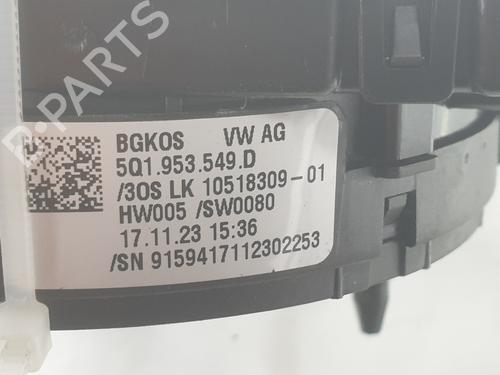 B-PARTS
BGKOS VW AG
5Q1.953.549.D
/3OS LK 10518309-01
HW005 /SW0080
17.11.23 15:36
/SN 9159417112302253